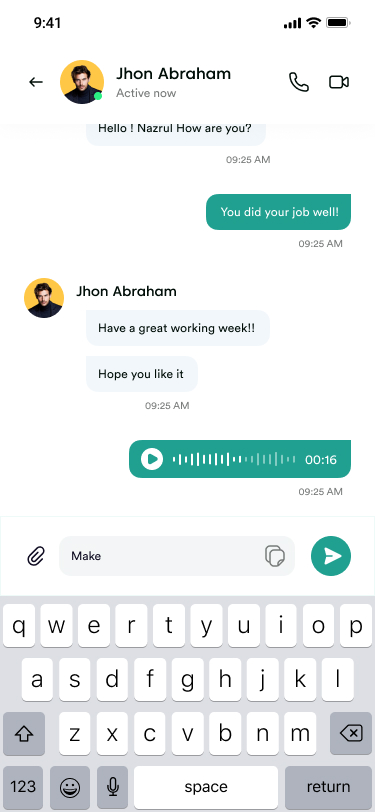 9:41
Jhon Abraham
Active now
Hello ! Nazrul How are you?
09:25 AM
You did your job well!
09:25 AM
Jhon Abraham
Have a great working week!!
Hope you like it
09:25 AM
00:16
09:25 AM
Make
q w e r t y u i o p
a s d f g h j k l
z x c v b n m
123 space return